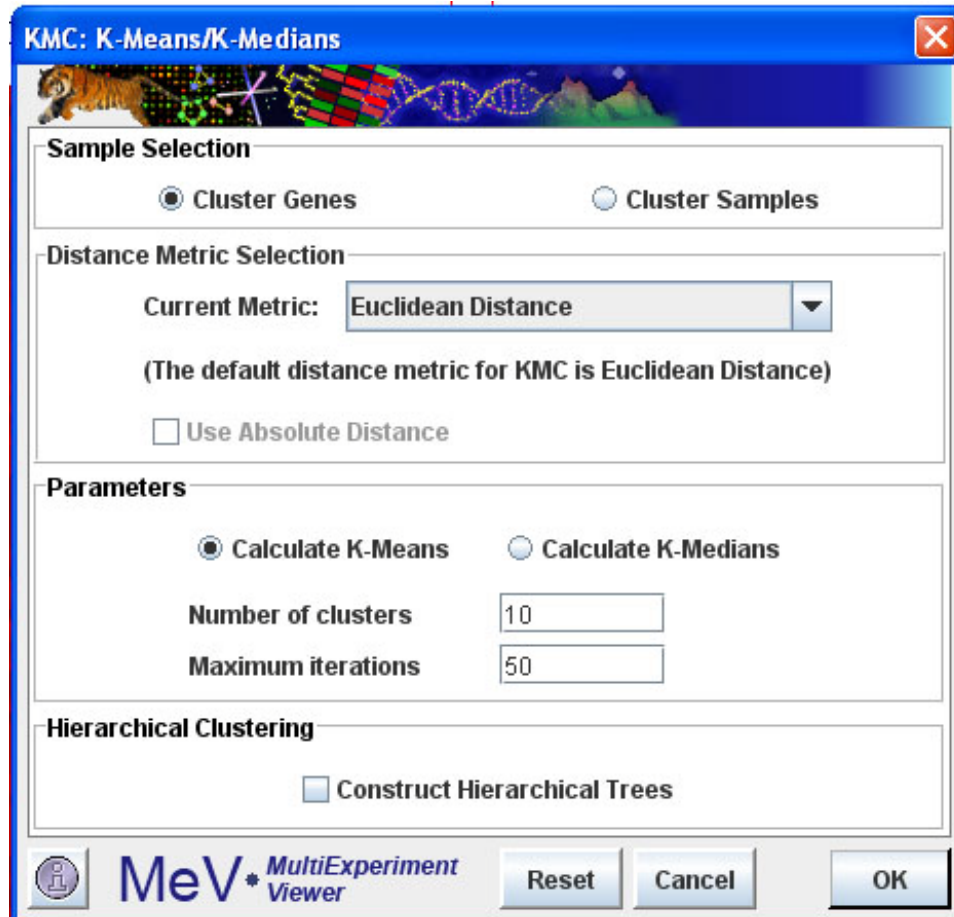 KMC: K-Means/K-Medians
Sample Selection
Cluster Genes Cluster Samples
Distance Metric Selection
Current Metric: Euclidean Distance
(The default distance metric for KMC is Euclidean Distance)
Use Absolute Distance
Parameters
Calculate K-Means Calculate K-Medians
Number of clusters 10
Maximum iterations 50
Hierarchical Clustering
Construct Hierarchical Trees
MeV MultiExperiment
Viewer
Reset Cancel OK